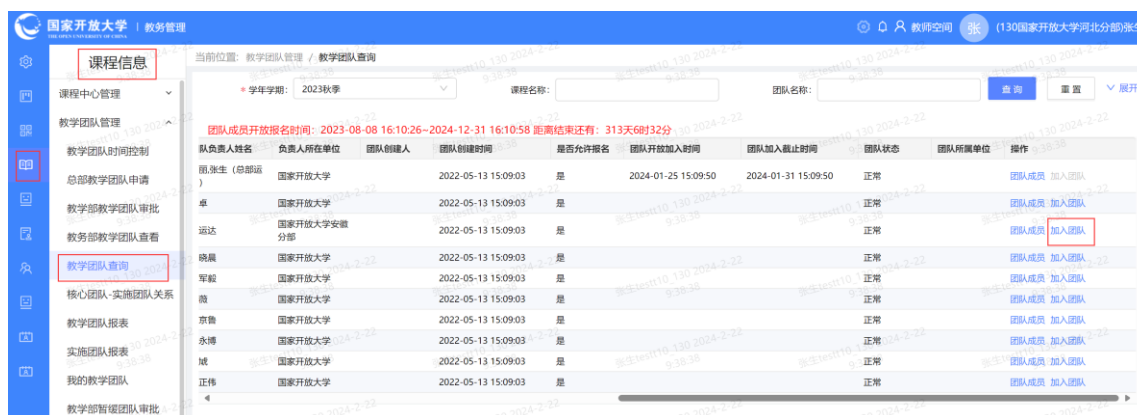 国家开放大学 | 教务管理
THE OPEN UNIVERSITY OF CHINA
教师空间 张 (130国家开放大学河北分部)张生
课程信息
课程中心管理
教学团队管理
教学团队时间控制
总部教学团队申请
教学部教学团队审批
教务部教学团队查看
教学团队查询
核心团队-实施团队关系
教学团队报表
实施团队报表
我的教学团队
教学部暂缓团队审批
当前位置: 教学团队管理 / 教学团队查询
* 学年学期: 2023秋季 课程名称: 团队名称: 查询 重置 展开
团队成员开放报名时间：2023-08-08 16:10:26~2024-12-31 16:10:58 距离结束还有：313天6时32分
队负责人姓名 负责人所在单位 团队创建人 团队创建时间 是否允许报名 团队开放加入时间 团队加入截止时间 团队状态 团队所属单位 操作
丽,张生（总部运
） 国家开放大学 2022-05-13 15:09:03 是 2024-01-25 15:09:50 2024-01-31 15:09:50 正常 团队成员 加入团队
卓 国家开放大学 2022-05-13 15:09:03 是 正常 团队成员 加入团队
运达 国家开放大学安徽
分部 2022-05-13 15:09:03 是 正常 团队成员 加入团队
晓晨 国家开放大学 2022-05-13 15:09:03 是 正常 团队成员 加入团队
军毅 国家开放大学 2022-05-13 15:09:03 是 正常 团队成员 加入团队
薇 国家开放大学 2022-05-13 15:09:03 是 正常 团队成员 加入团队
京鲁 国家开放大学 2022-05-13 15:09:03 是 正常 团队成员 加入团队
永博 国家开放大学 2022-05-13 15:09:03 是 正常 团队成员 加入团队
国家开放大学 2022-05-13 15:09:03 是 正常 团队成员 加入团队
正伟 国家开放大学 2022-05-13 15:09:03 是 正常 团队成员 加入团队